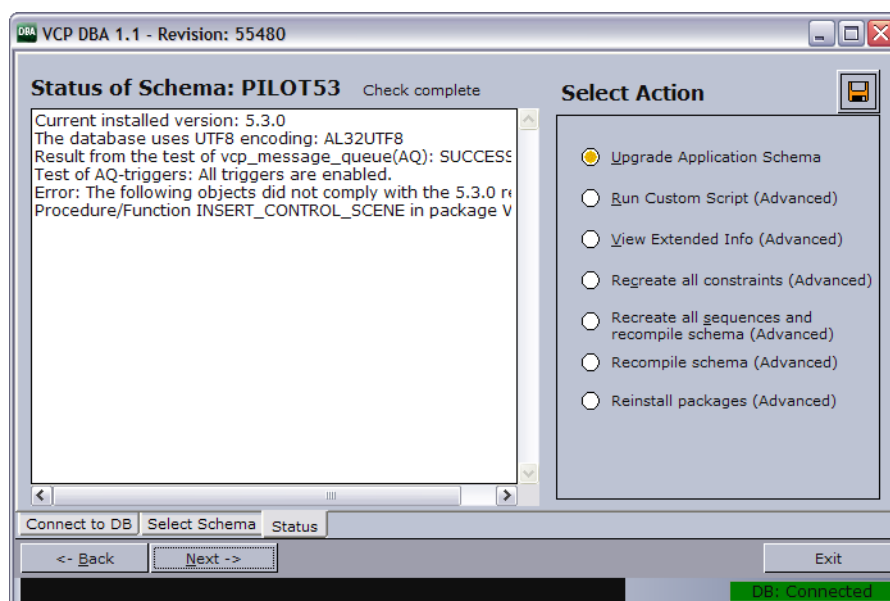 DBA VCP DBA 1.1 - Revision: 55480
Status of Schema: PILOT53 Check complete
Current installed version: 5.3.0
The database uses UTF8 encoding: AL32UTF8
Result from the test of vcp_message_queue(AQ): SUCCESS
Test of AQ-triggers: All triggers are enabled.
Error: The following objects did not comply with the 5.3.0 re
Procedure/Function INSERT_CONTROL_SCENE in package V
Select Action
Upgrade Application Schema
Run Custom Script (Advanced)
View Extended Info (Advanced)
Recreate all constraints (Advanced)
Recreate all sequences and
recompile schema (Advanced)
Recompile schema (Advanced)
Reinstall packages (Advanced)
Connect to DB Select Schema Status
<- Back Next -> Exit
DB: Connected